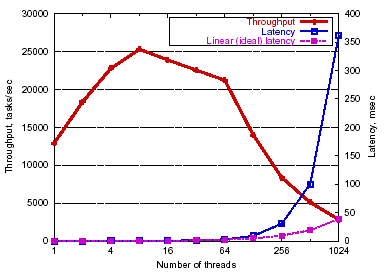 30000
25000
20000
15000
10000
5000
0
Throughput, tasks/sec
400
350
300
250
200
150
100
50
0
Latency, msec
Throughput
Latency
Linear (ideal) latency
1 4 16 64 256 1024
Number of threads